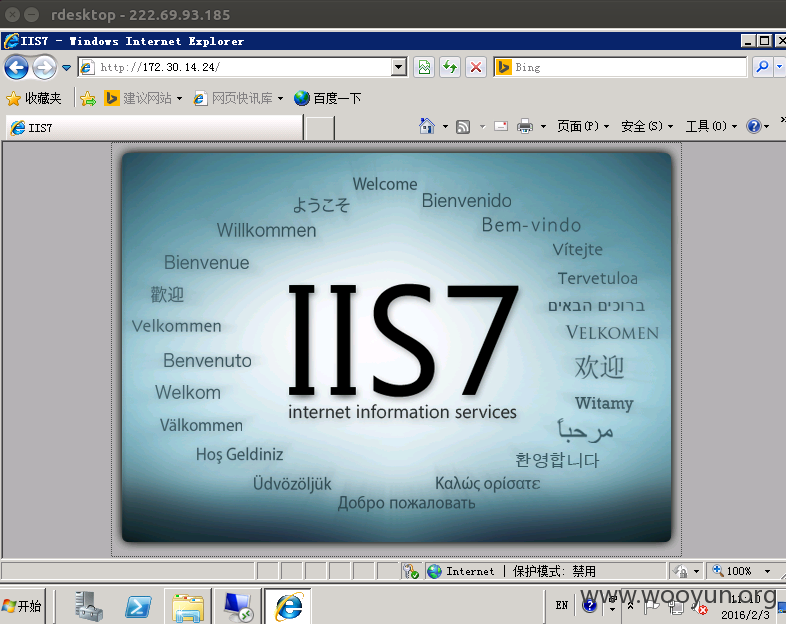 rdesktop - 222.69.93.185
IIS7 - Windows Internet Explorer
http://172.30.14.24/
Bing
收藏夹 建议网站 网页快讯库 百度一下
IIS7 页面(P) 安全(S) 工具(O)
Welcome
ようこそ
Bienvenido
Willkommen
Bem-vindo
Bienvenue
Vítejte
歡迎
Tervetuloa
Velkommen
ברוכים הבאים
VELKOMEN
Benvenuto
欢迎
Welkom
Witamy
Välkommen
مرحباً
Hoş Geldiniz
환영합니다
Üdvözöljük
Καλώς ορίσατε
Добро пожаловать
IIS7
internet information services
Internet | 保护模式: 禁用
100%
开始
EN
www.wooyun.org
2016/2/3